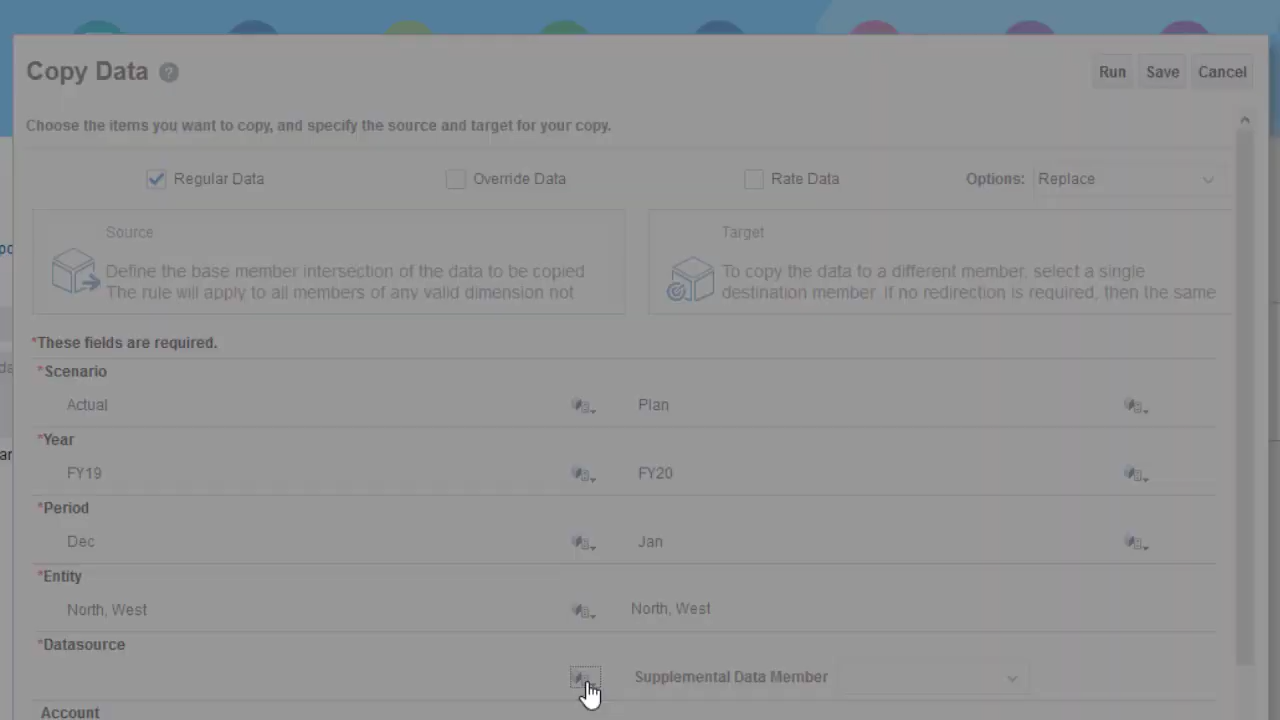 Copy Data ?
Run Save Cancel
Choose the items you want to copy, and specify the source and target for your copy.
Regular Data Override Data Rate Data Options: Replace
Source
Define the base member intersection of the data to be copied
The rule will apply to all members of any valid dimension not
Target
To copy the data to a different member, select a single
destination member. If no redirection is required, then the same
*These fields are required.
*Scenario
Actual Plan
*Year
FY19 FY20
*Period
Dec Jan
*Entity
North, West North, West
*Datasource
Supplemental Data Member
Account